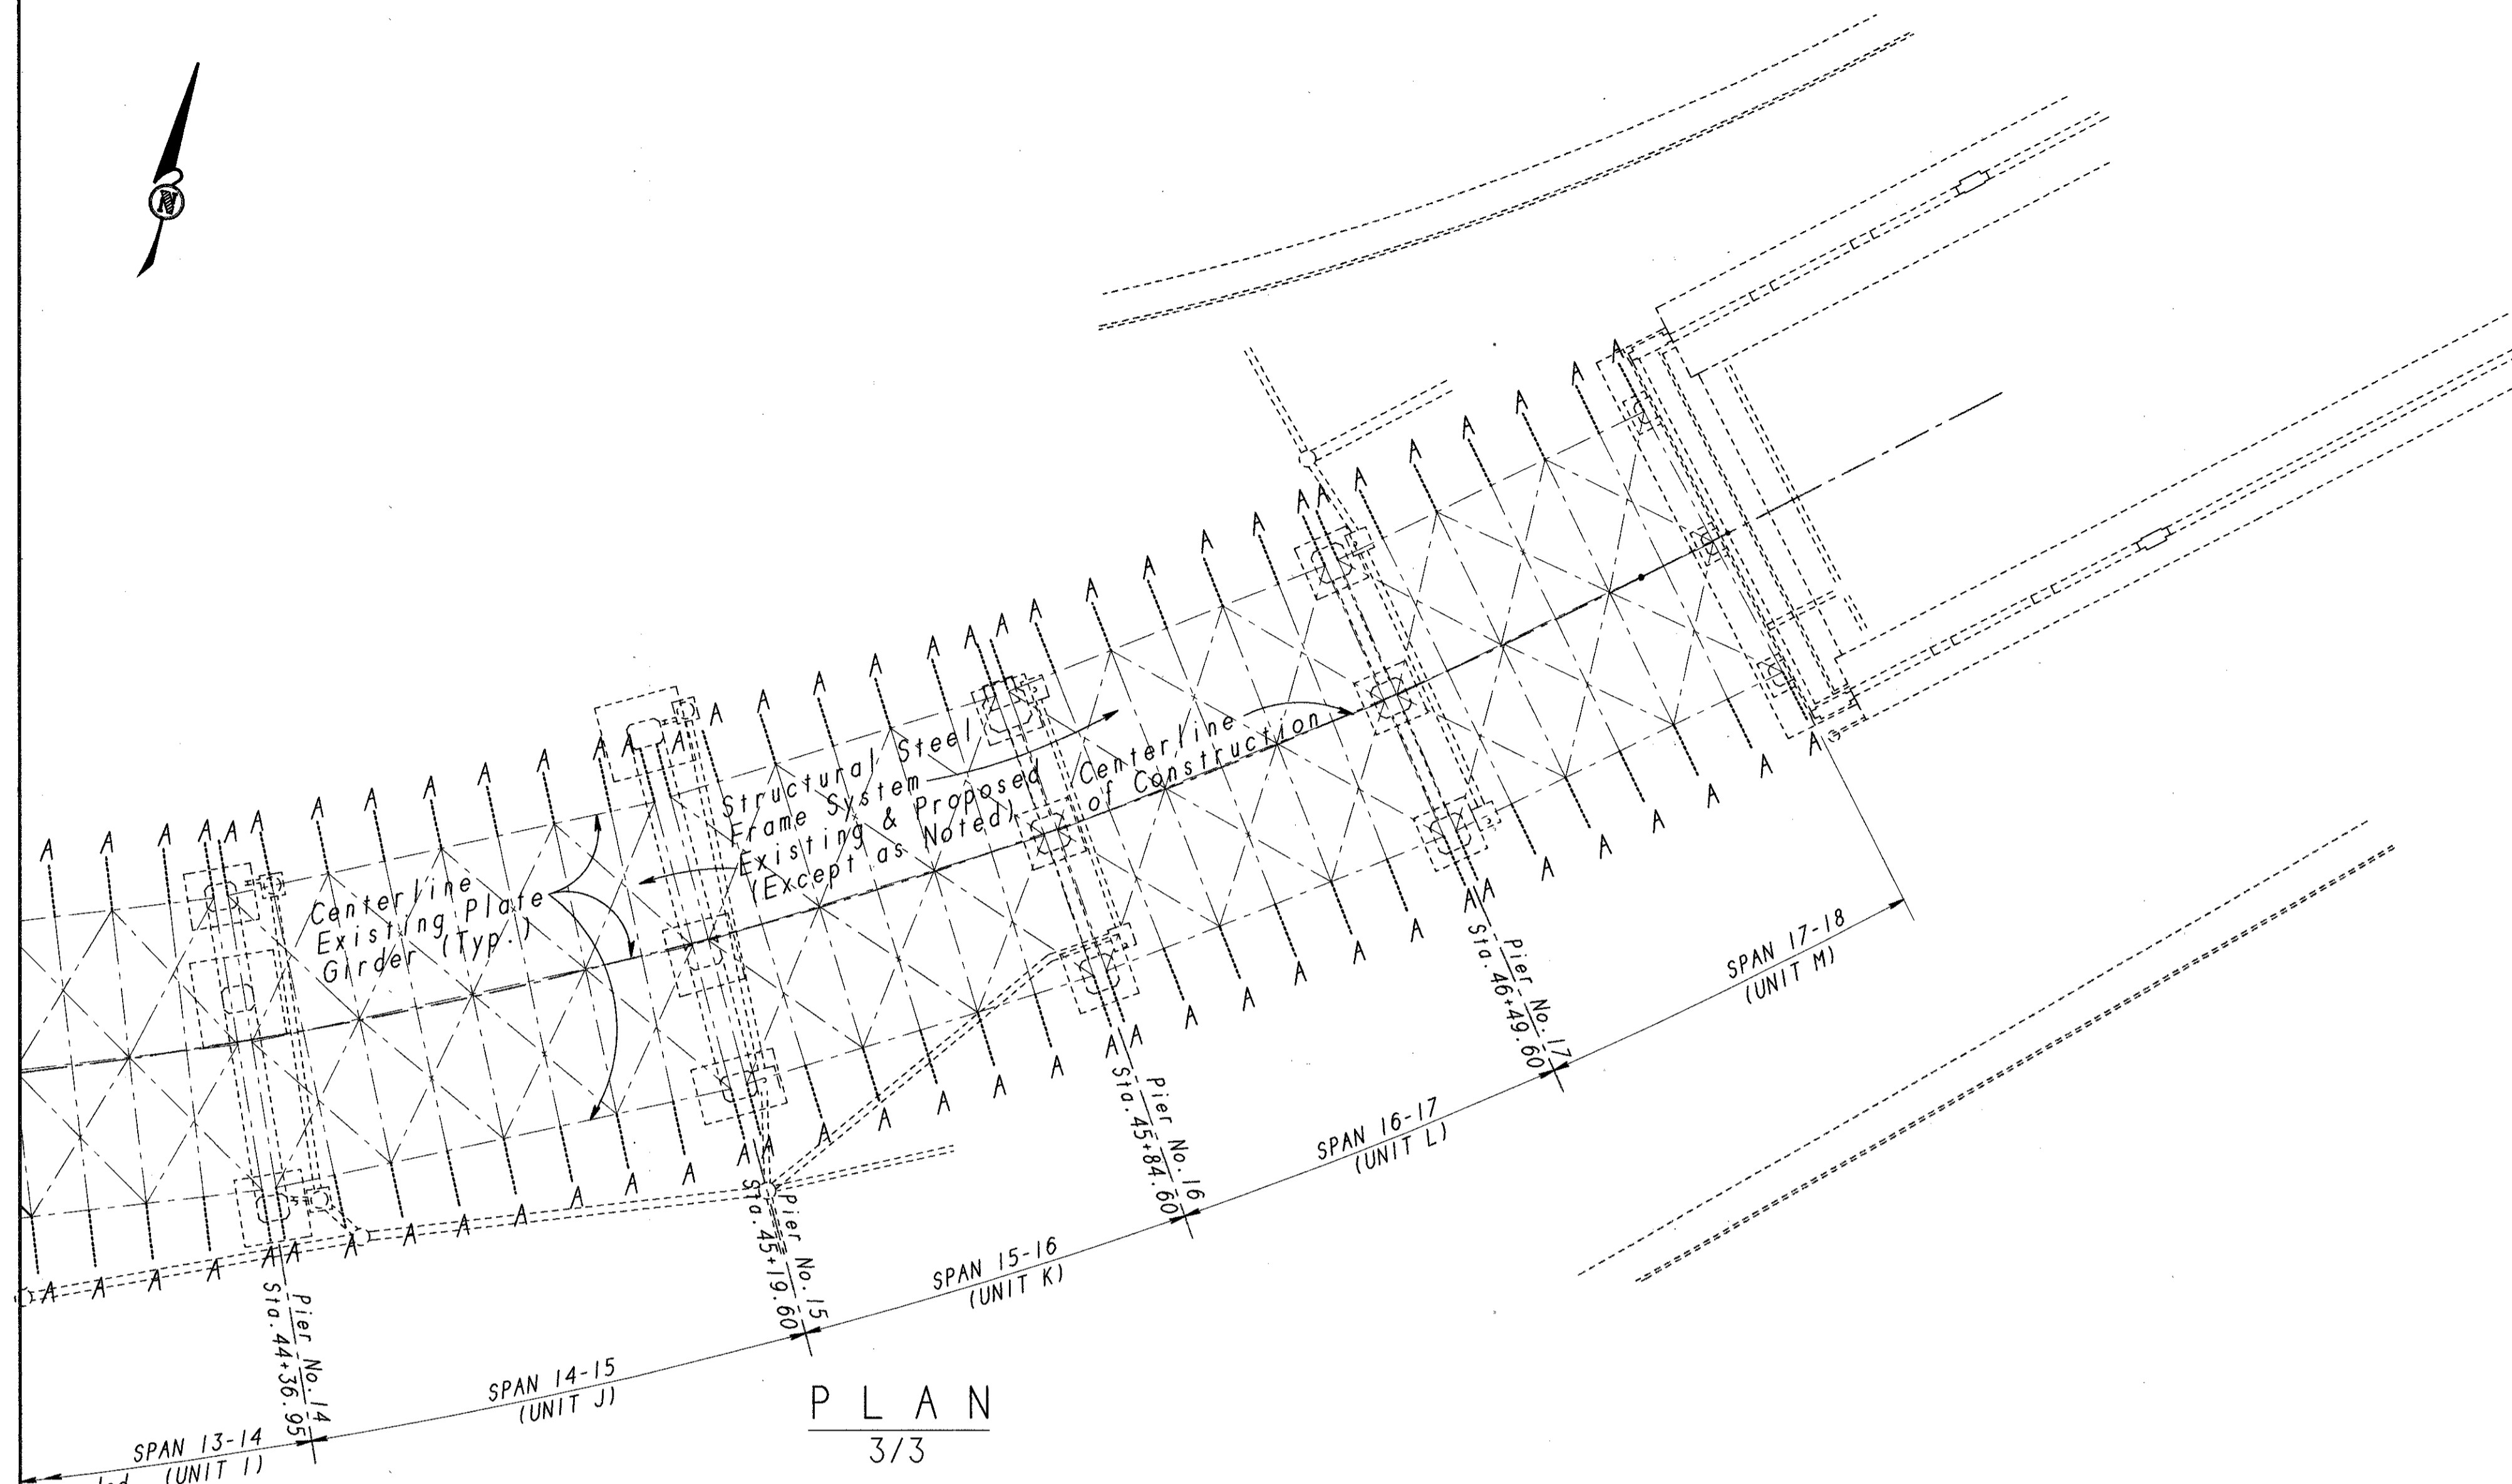 N
A A A A A A A A A A A A A A A A A A A A A A A A A A A A A A A A A A A A A A A A A
Structural Steel
Frame System
Existing & Proposed
(Except as Noted)
Centerline
of Construction
Centerline
Existing Plate
Girder (Typ.)
A A A A A A A A A A A A A A A A A A A A A A A A A A A A A A A A A A A A
Pier No. 14
Sta. 44+36.95
Pier No. 15
Sta. 45+19.60
Pier No. 16
Sta. 45+84.60
Pier No. 17
Sta. 46+49.60
SPAN 13-14
(UNIT I)
SPAN 14-15
(UNIT J)
SPAN 15-16
(UNIT K)
SPAN 16-17
(UNIT L)
SPAN 17-18
(UNIT M)
PLAN
3/3